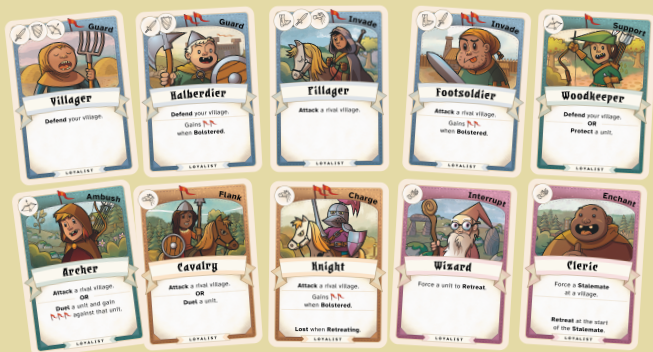 Guard
Villager
Defend your village.
LOYALIST
Guard
Halberdier
Defend your village.
Gains
when Bolstered.
LOYALIST
Invade
Pillager
Attack a rival village.
LOYALIST
Invade
Footsoldier
Attack a rival village.
Gains
when Bolstered.
LOYALIST
Support
Woodkeeper
Defend your village.
OR
Protect a unit.
LOYALIST
Ambush
Archer
Attack a rival village.
OR
Duel a unit and gain
against that unit.
LOYALIST
Flank
Cavalry
Attack a rival village.
OR
Duel a unit.
LOYALIST
Charge
Knight
Attack a rival village.
Gains
when Bolstered.
Lost when Retreating.
LOYALIST
Interrupt
Wizard
Force a unit to Retreat.
LOYALIST
Enchant
Cleric
Force a Stalemate
at a village.
Retreat at the start
of the Stalemate.
LOYALIST